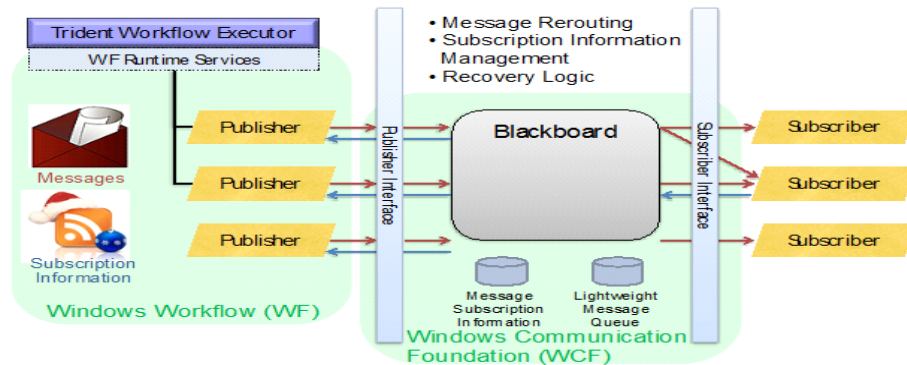 Trident Workflow Executor
WF Runtime Services
• Message Rerouting
• Subscription Information
Management
• Recovery Logic
Messages
Subscription
Information
Publisher
Publisher
Publisher
Windows Workflow (WF)
Publisher Interface
Blackboard
Message
Subscription
Information
Lightweight
Message
Queue
Windows Communication
Foundation (WCF)
Subscriber Interface
Subscriber
Subscriber
Subscriber